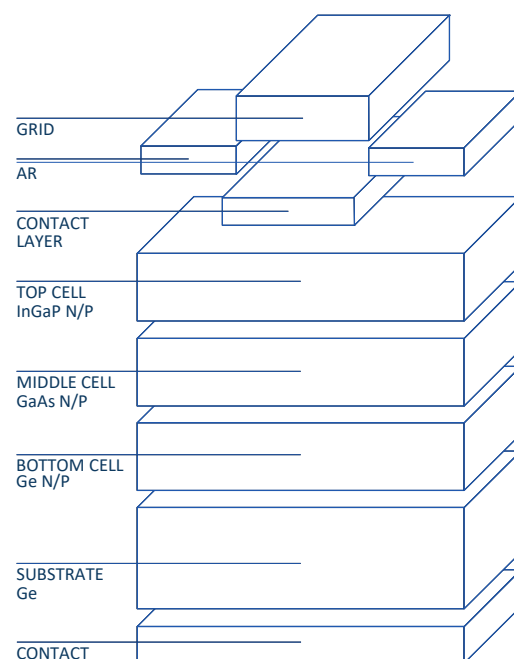 GRID
AR
CONTACT
LAYER
TOP CELL
InGaP N/P
MIDDLE CELL
GaAs N/P
BOTTOM CELL
Ge N/P
SUBSTRATE
Ge
CONTACT